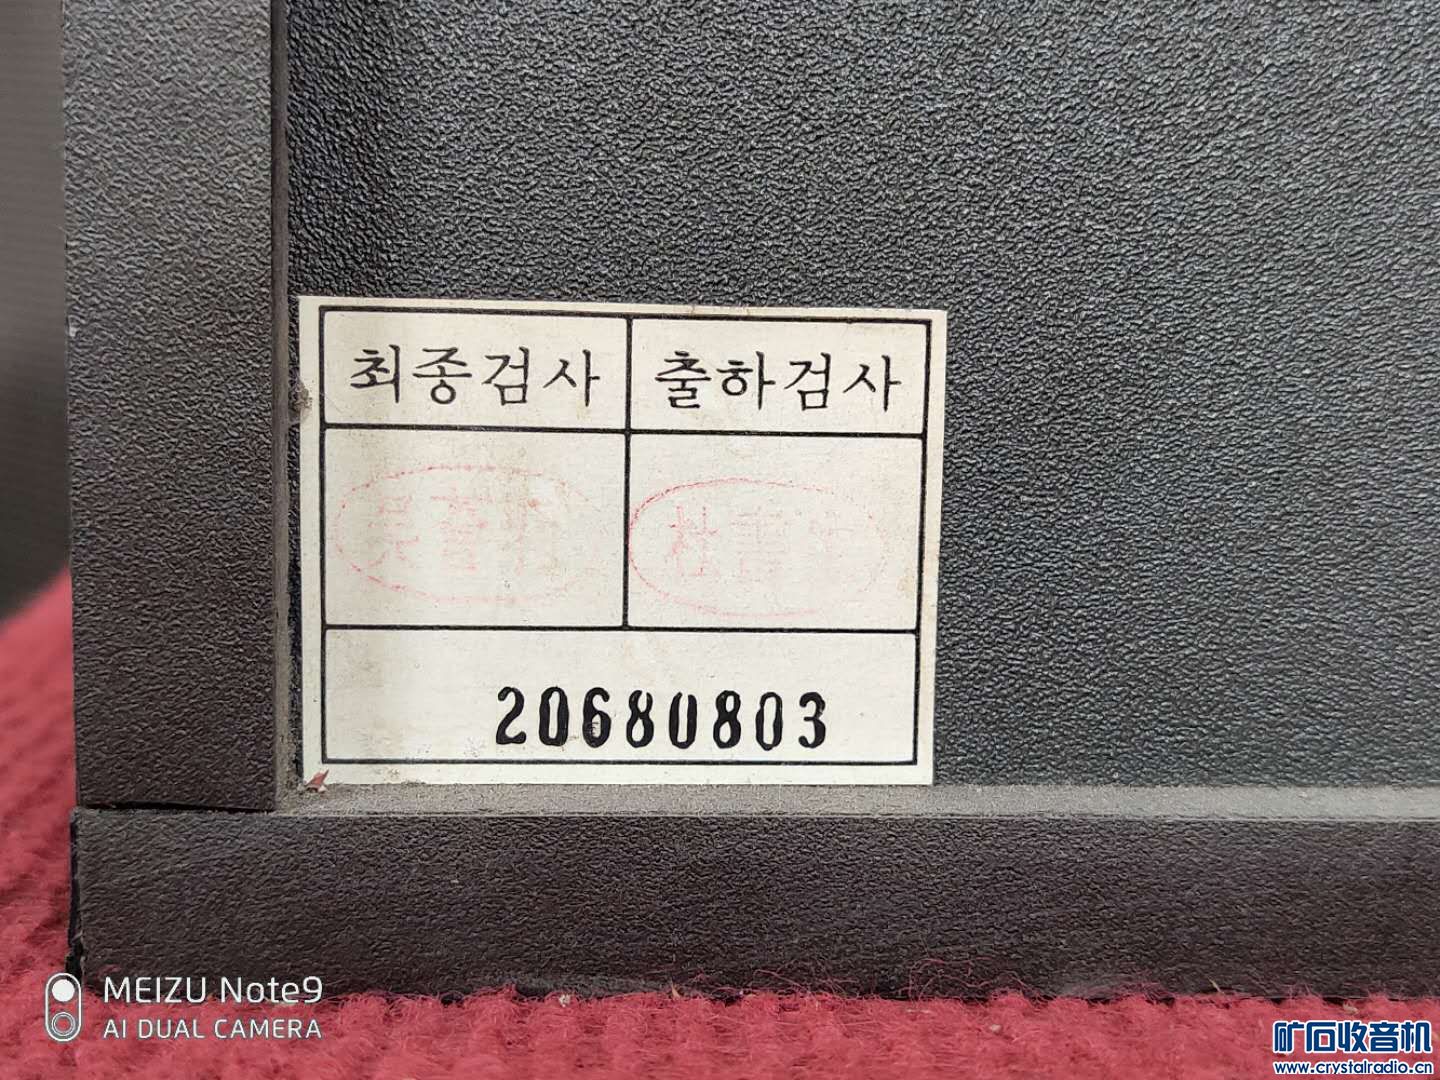 최종검사 출하검사
20680803
MEIZU Note9
AI DUAL CAMERA
矿石收音机
www.crystalradio.cn